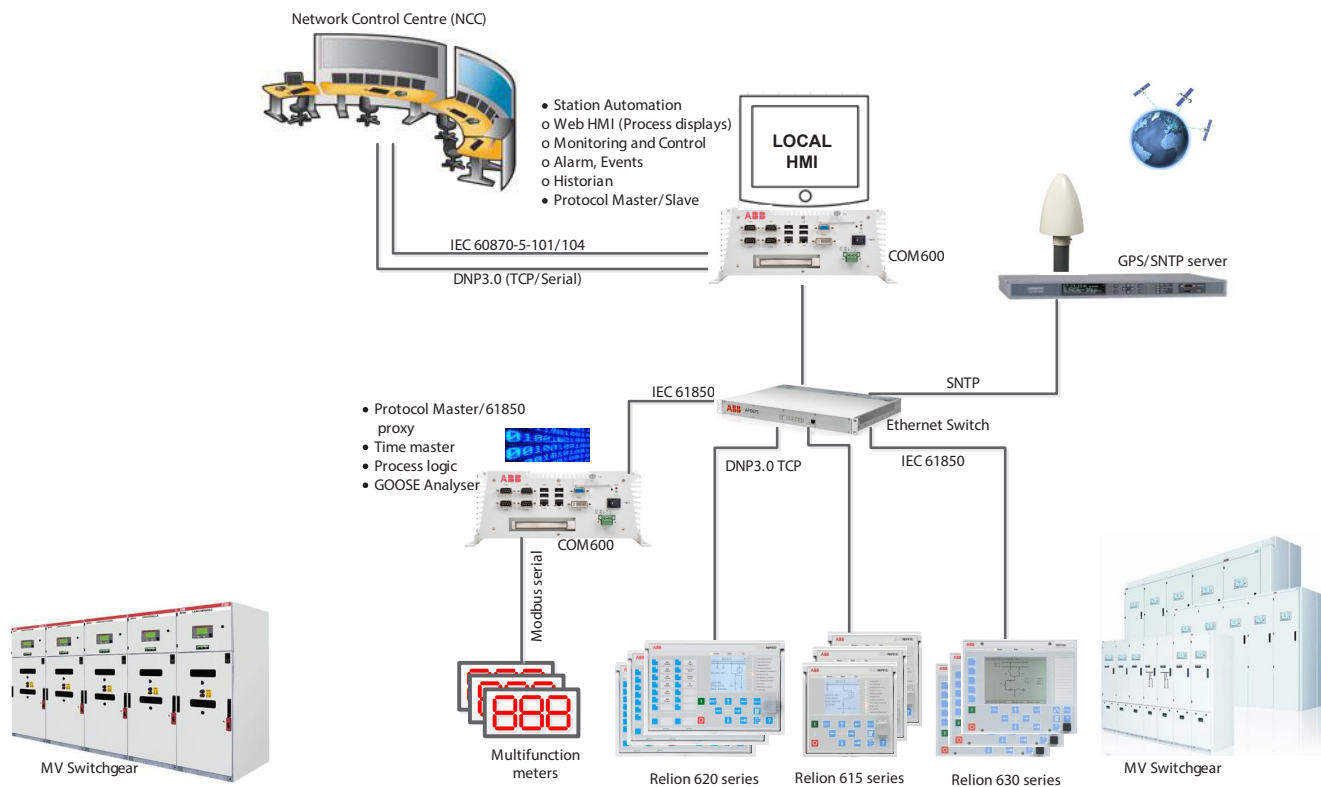 Network Control Centre (NCC)
• Station Automation
o Web HMI (Process displays)
o Monitoring and Control
o Alarm, Events
o Historian
• Protocol Master/Slave
LOCAL
HMI
ABB
COM600
IEC 60870-5-101/104
DNP3.0 (TCP/Serial)
GPS/SNTP server
SNTP
IEC 61850
ABB
Ethernet Switch
• Protocol Master/61850
proxy
• Time master
• Process logic
• GOOSE Analyser
ABB
COM600
DNP3.0 TCP
IEC 61850
Modbus serial
888
Multifunction
meters
ABB
Relion 620 series
ABB
Relion 615 series
ABB
Relion 630 series
MV Switchgear
ABB
MV Switchgear